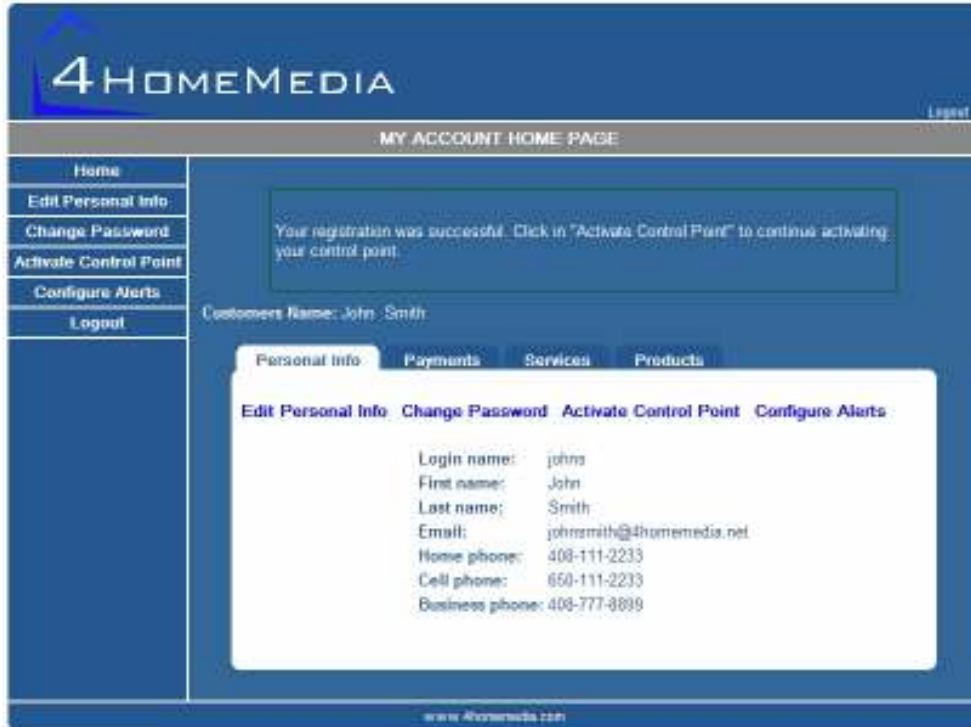 4HomeMedia
Logout
MY ACCOUNT HOME PAGE
Home
Edit Personal Info
Change Password
Activate Control Point
Configure Alerts
Logout
Your registration was successful. Click in "Activate Control Point" to continue activating
your control point.
Customers Name: John Smith
Personal Info Payments Services Products
Edit Personal Info Change Password Activate Control Point Configure Alerts
Login name: johns
First name: John
Last name: Smith
Email: johnsmith@4homemedia.net
Home phone: 408-111-2233
Cell phone: 650-111-2233
Business phone: 408-777-8899
www.4homemedia.com